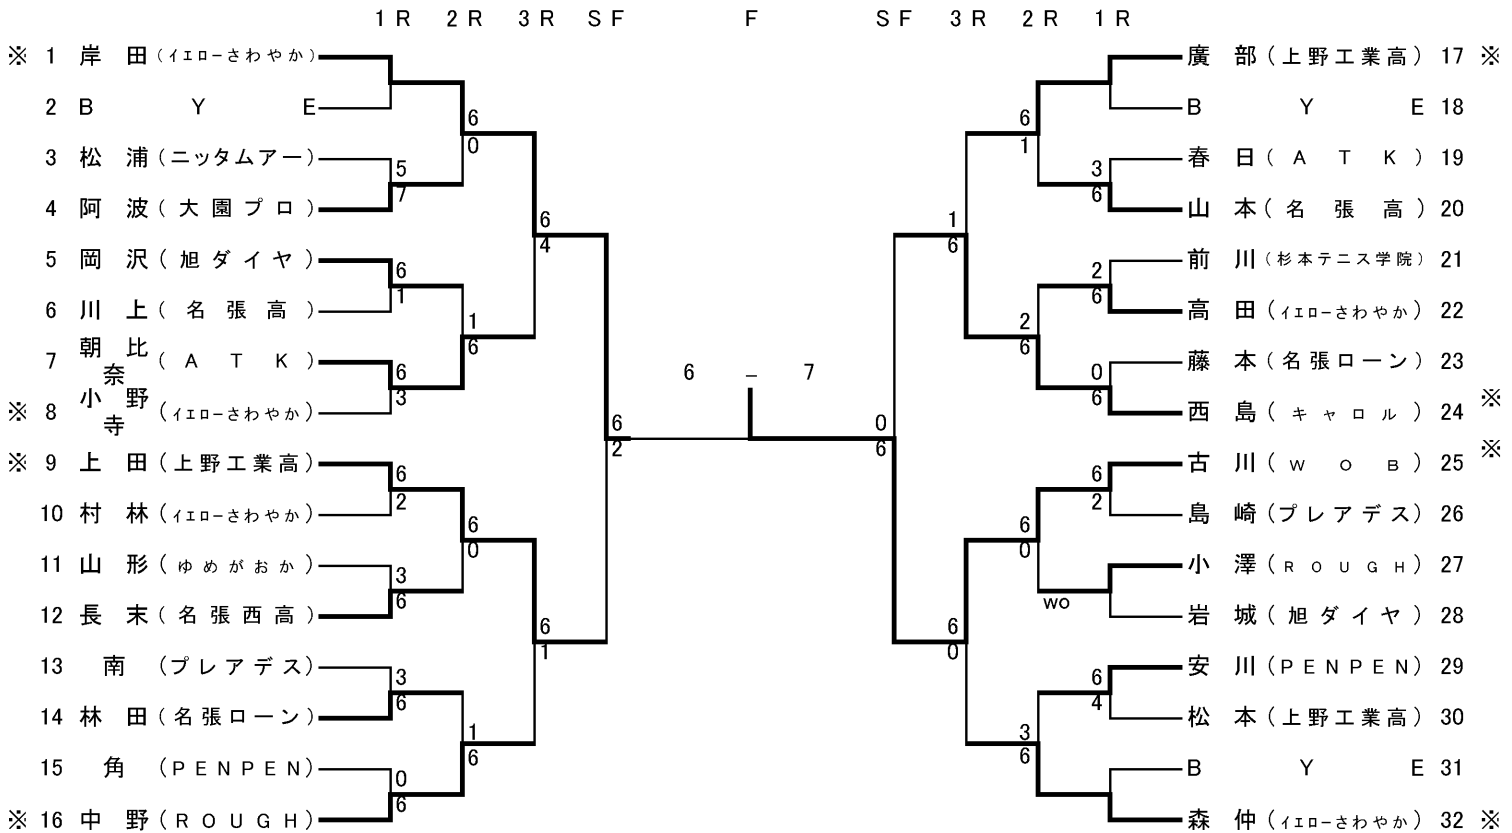 1R 2R 3R SF F SF 3R 2R 1R
※ 1 岸 田 (イエローさわやか) 廣 部 (上野工業高) 17 ※
2 B Y E B Y E 18
6 0 6 1
3 松 浦 (ニッタムアー) 5 7 3 6 春 日 (A T K) 19
4 阿 波 (大園プロ) 山 本 (名 張 高) 20
6 4 1 6
5 岡 沢 (旭ダイヤ) 6 1 2 6 前 川 (杉本テニス学院) 21
6 川 上 (名 張 高) 高 田 (イエローさわやか) 22
1 6 2 6
7 朝 比 奈 (A T K) 6 3 0 6 藤 本 (名張ローン) 23
6 － 7
※ 8 小 野 寺 (イエローさわやか) 西 島 (キャロル) 24 ※
6 2 0 6
※ 9 上 田 (上野工業高) 6 2 6 2 古 川 (W O B) 25 ※
10 村 林 (イエローさわやか) 島 崎 (プレアデス) 26
6 0 6 0
11 山 形 (ゆめがおか) 3 6 小 澤 (ROUGH) 27
12 長 末 (名張西高) wo 岩 城 (旭ダイヤ) 28
6 1 6 0
13 南 (プレアデス) 3 6 6 4 安 川 (PENPEN) 29
14 林 田 (名張ローン) 松 本 (上野工業高) 30
1 6 3 6
15 角 (PENPEN) 0 6 B Y E 31
※ 16 中 野 (ROUGH) 森 仲 (イエローさわやか) 32 ※